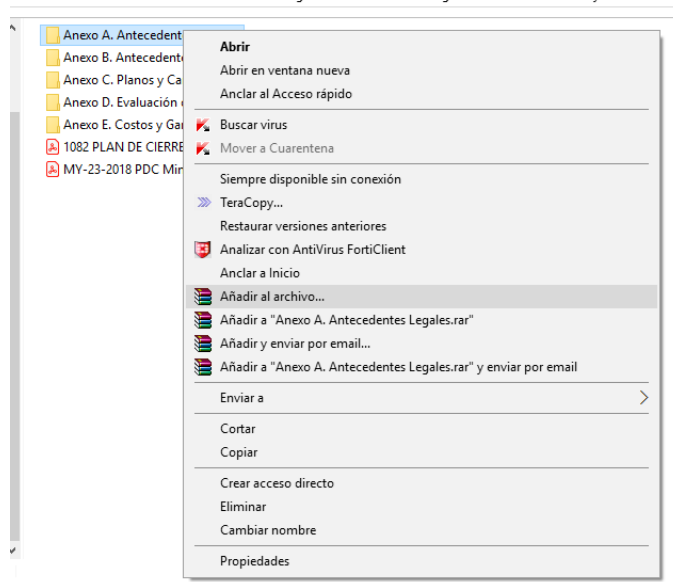 Anexo A. Antecedent
Anexo B. Antecedent
Anexo C. Planos y Ca
Anexo D. Evaluación
Anexo E. Costos y Ga
1082 PLAN DE CIERRE
MY-23-2018 PDC Min
Abrir
Abrir en ventana nueva
Anclar al Acceso rápido
Buscar virus
Mover a Cuarentena
Siempre disponible sin conexión
TeraCopy...
Restaurar versiones anteriores
Analizar con AntiVirus FortiClient
Anclar a Inicio
Añadir al archivo...
Añadir a "Anexo A. Antecedentes Legales.rar"
Añadir y enviar por email...
Añadir a "Anexo A. Antecedentes Legales.rar" y enviar por email
Enviar a
Cortar
Copiar
Crear acceso directo
Eliminar
Cambiar nombre
Propiedades